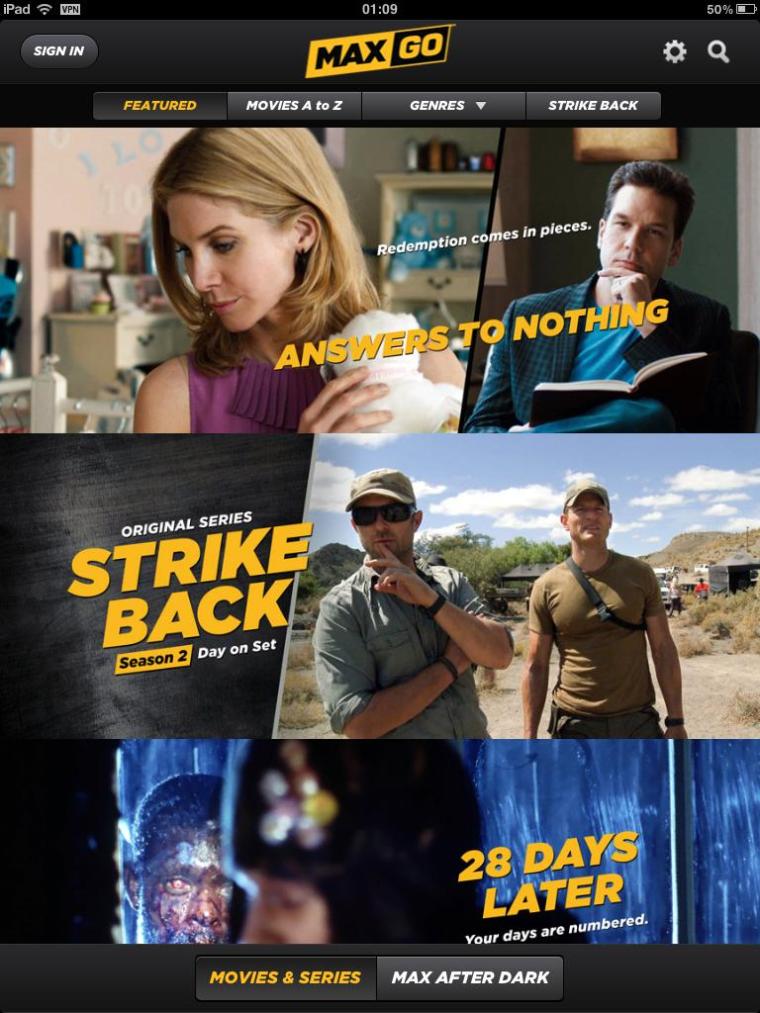 iPad VPN 01:09 50%
SIGN IN
MAX GO
FEATURED MOVIES A to Z GENRES STRIKE BACK
Redemption comes in pieces.
ANSWERS TO NOTHING
ORIGINAL SERIES
STRIKE
BACK
Season 2 Day on Set
28 DAYS
LATER
Your days are numbered.
MOVIES & SERIES MAX AFTER DARK